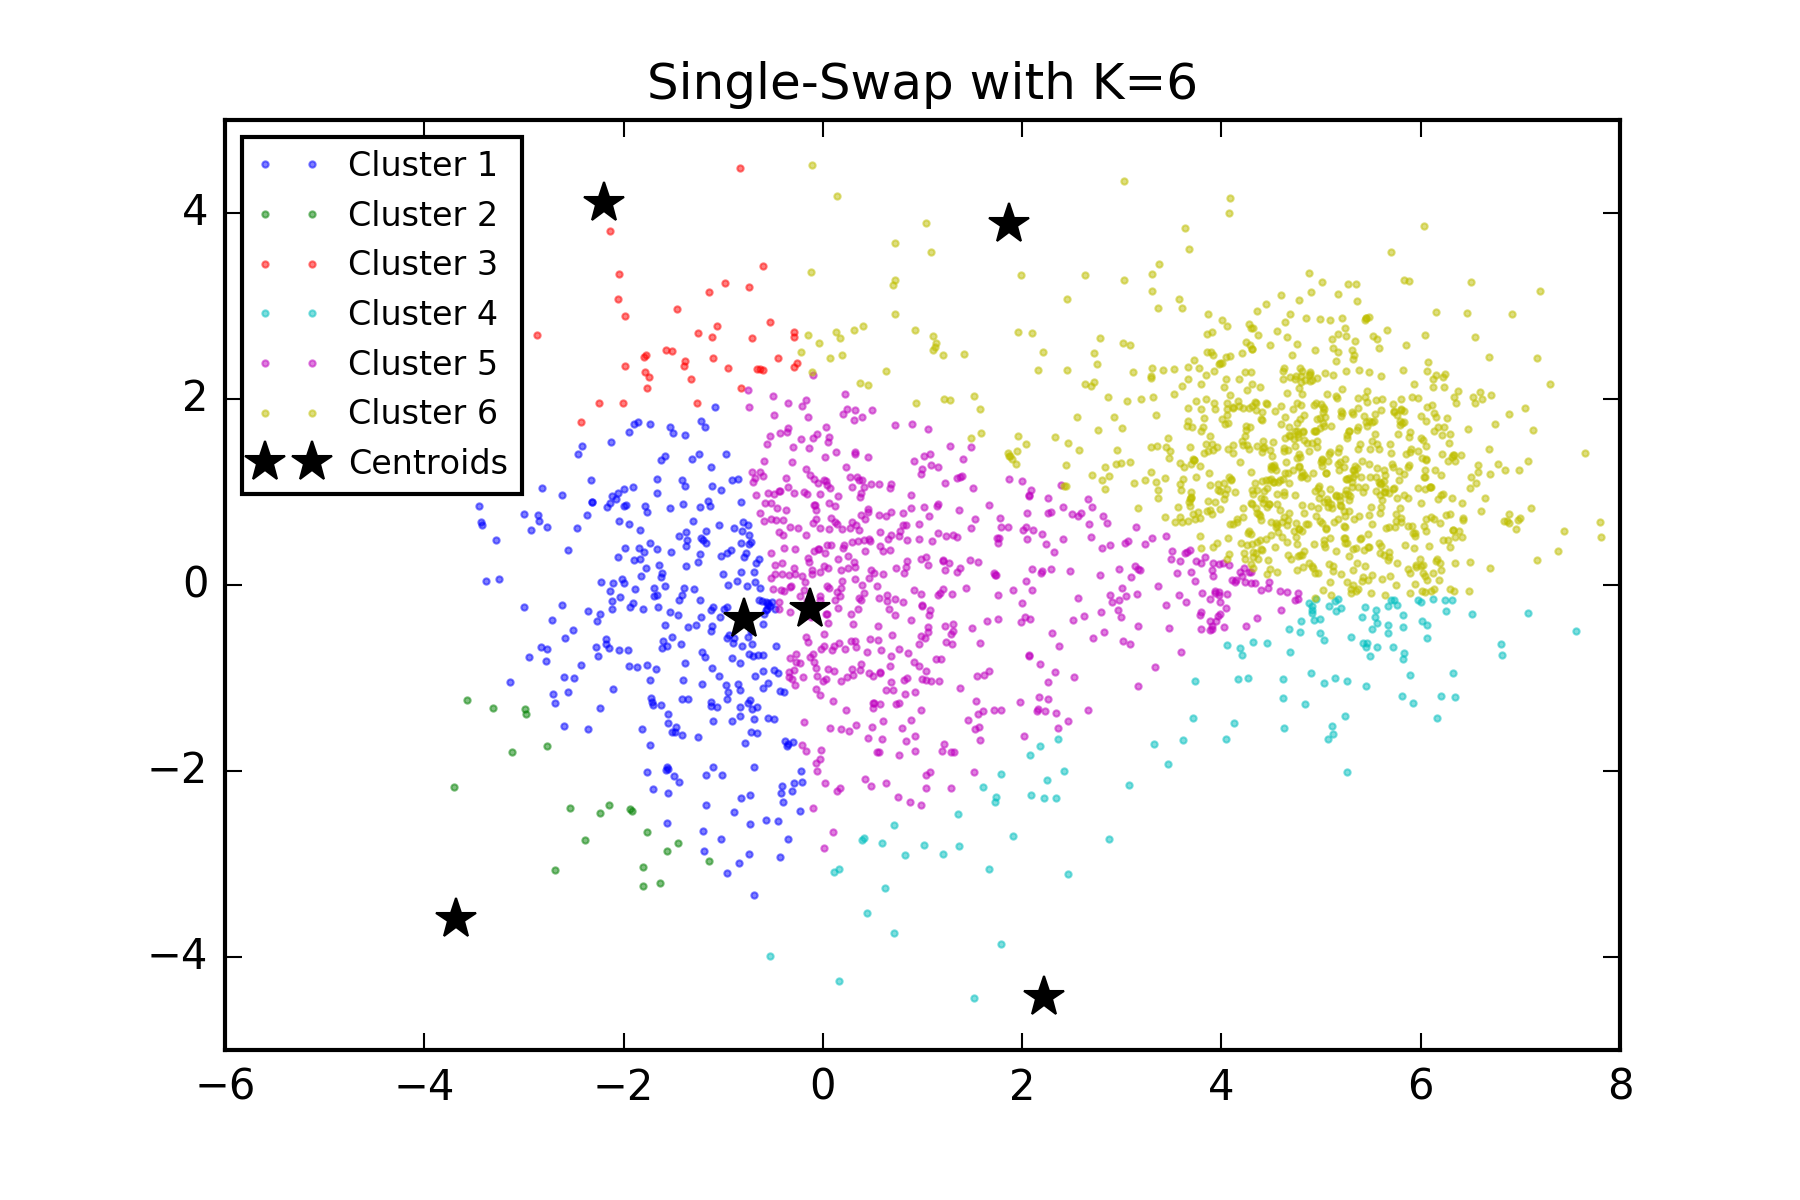 Single-Swap with K=6
Cluster 1
Cluster 2
Cluster 3
Cluster 4
Cluster 5
Cluster 6
Centroids
4
2
0
−2
−4
−6 −4 −2 0 2 4 6 8